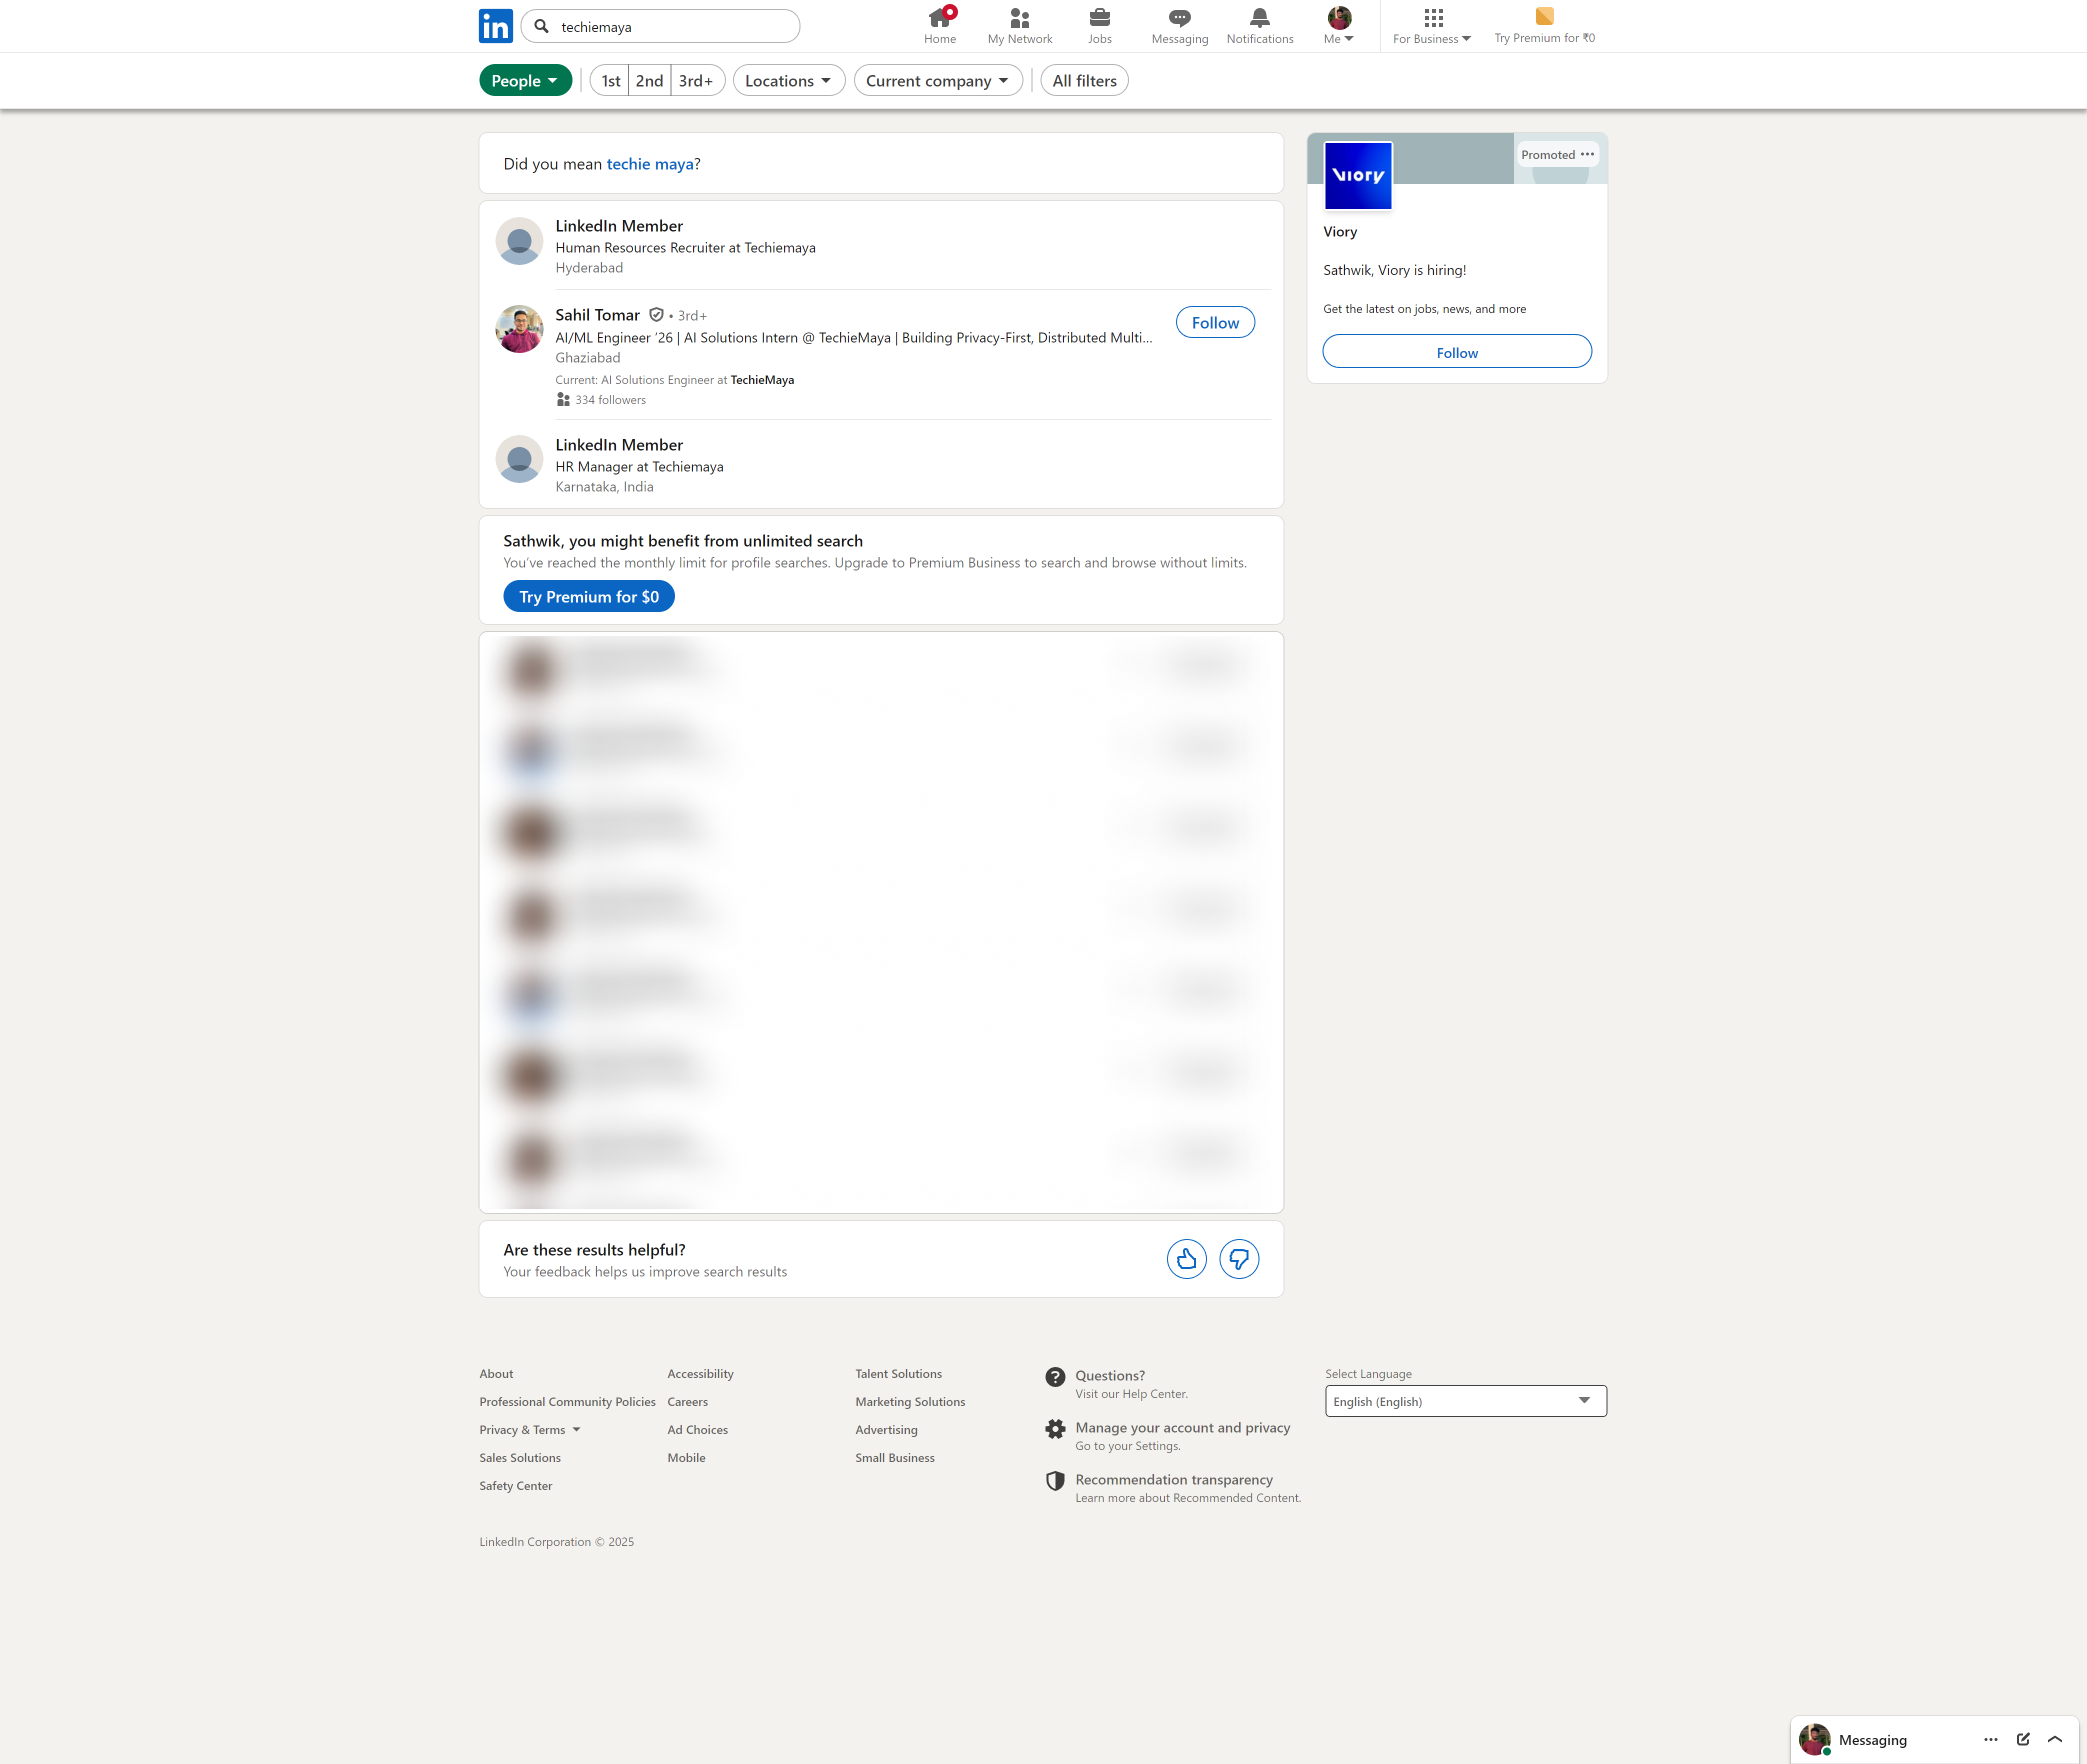 in
techiemaya
Home
My Network
Jobs
Messaging
Notifications
Me
For Business
Try Premium for ₹0
People
1st
2nd
3rd+
Locations
Current company
All filters
Did you mean techie maya?
LinkedIn Member
Human Resources Recruiter at Techiemaya
Hyderabad
Sahil Tomar • 3rd+
Follow
AI/ML Engineer ’26 | AI Solutions Intern @ TechieMaya | Building Privacy-First, Distributed Multi...
Ghaziabad
Current: AI Solutions Engineer at TechieMaya
334 followers
LinkedIn Member
HR Manager at Techiemaya
Karnataka, India
Sathwik, you might benefit from unlimited search
You’ve reached the monthly limit for profile searches. Upgrade to Premium Business to search and browse without limits.
Try Premium for $0
Are these results helpful?
Your feedback helps us improve search results
Promoted
Viory
Viory
Sathwik, Viory is hiring!
Get the latest on jobs, news, and more
Follow
About
Accessibility
Talent Solutions
Professional Community Policies
Careers
Marketing Solutions
Privacy & Terms
Ad Choices
Advertising
Sales Solutions
Mobile
Small Business
Safety Center
Questions?
Visit our Help Center.
Manage your account and privacy
Go to your Settings.
Recommendation transparency
Learn more about Recommended Content.
Select Language
English (English)
LinkedIn Corporation © 2025
Messaging